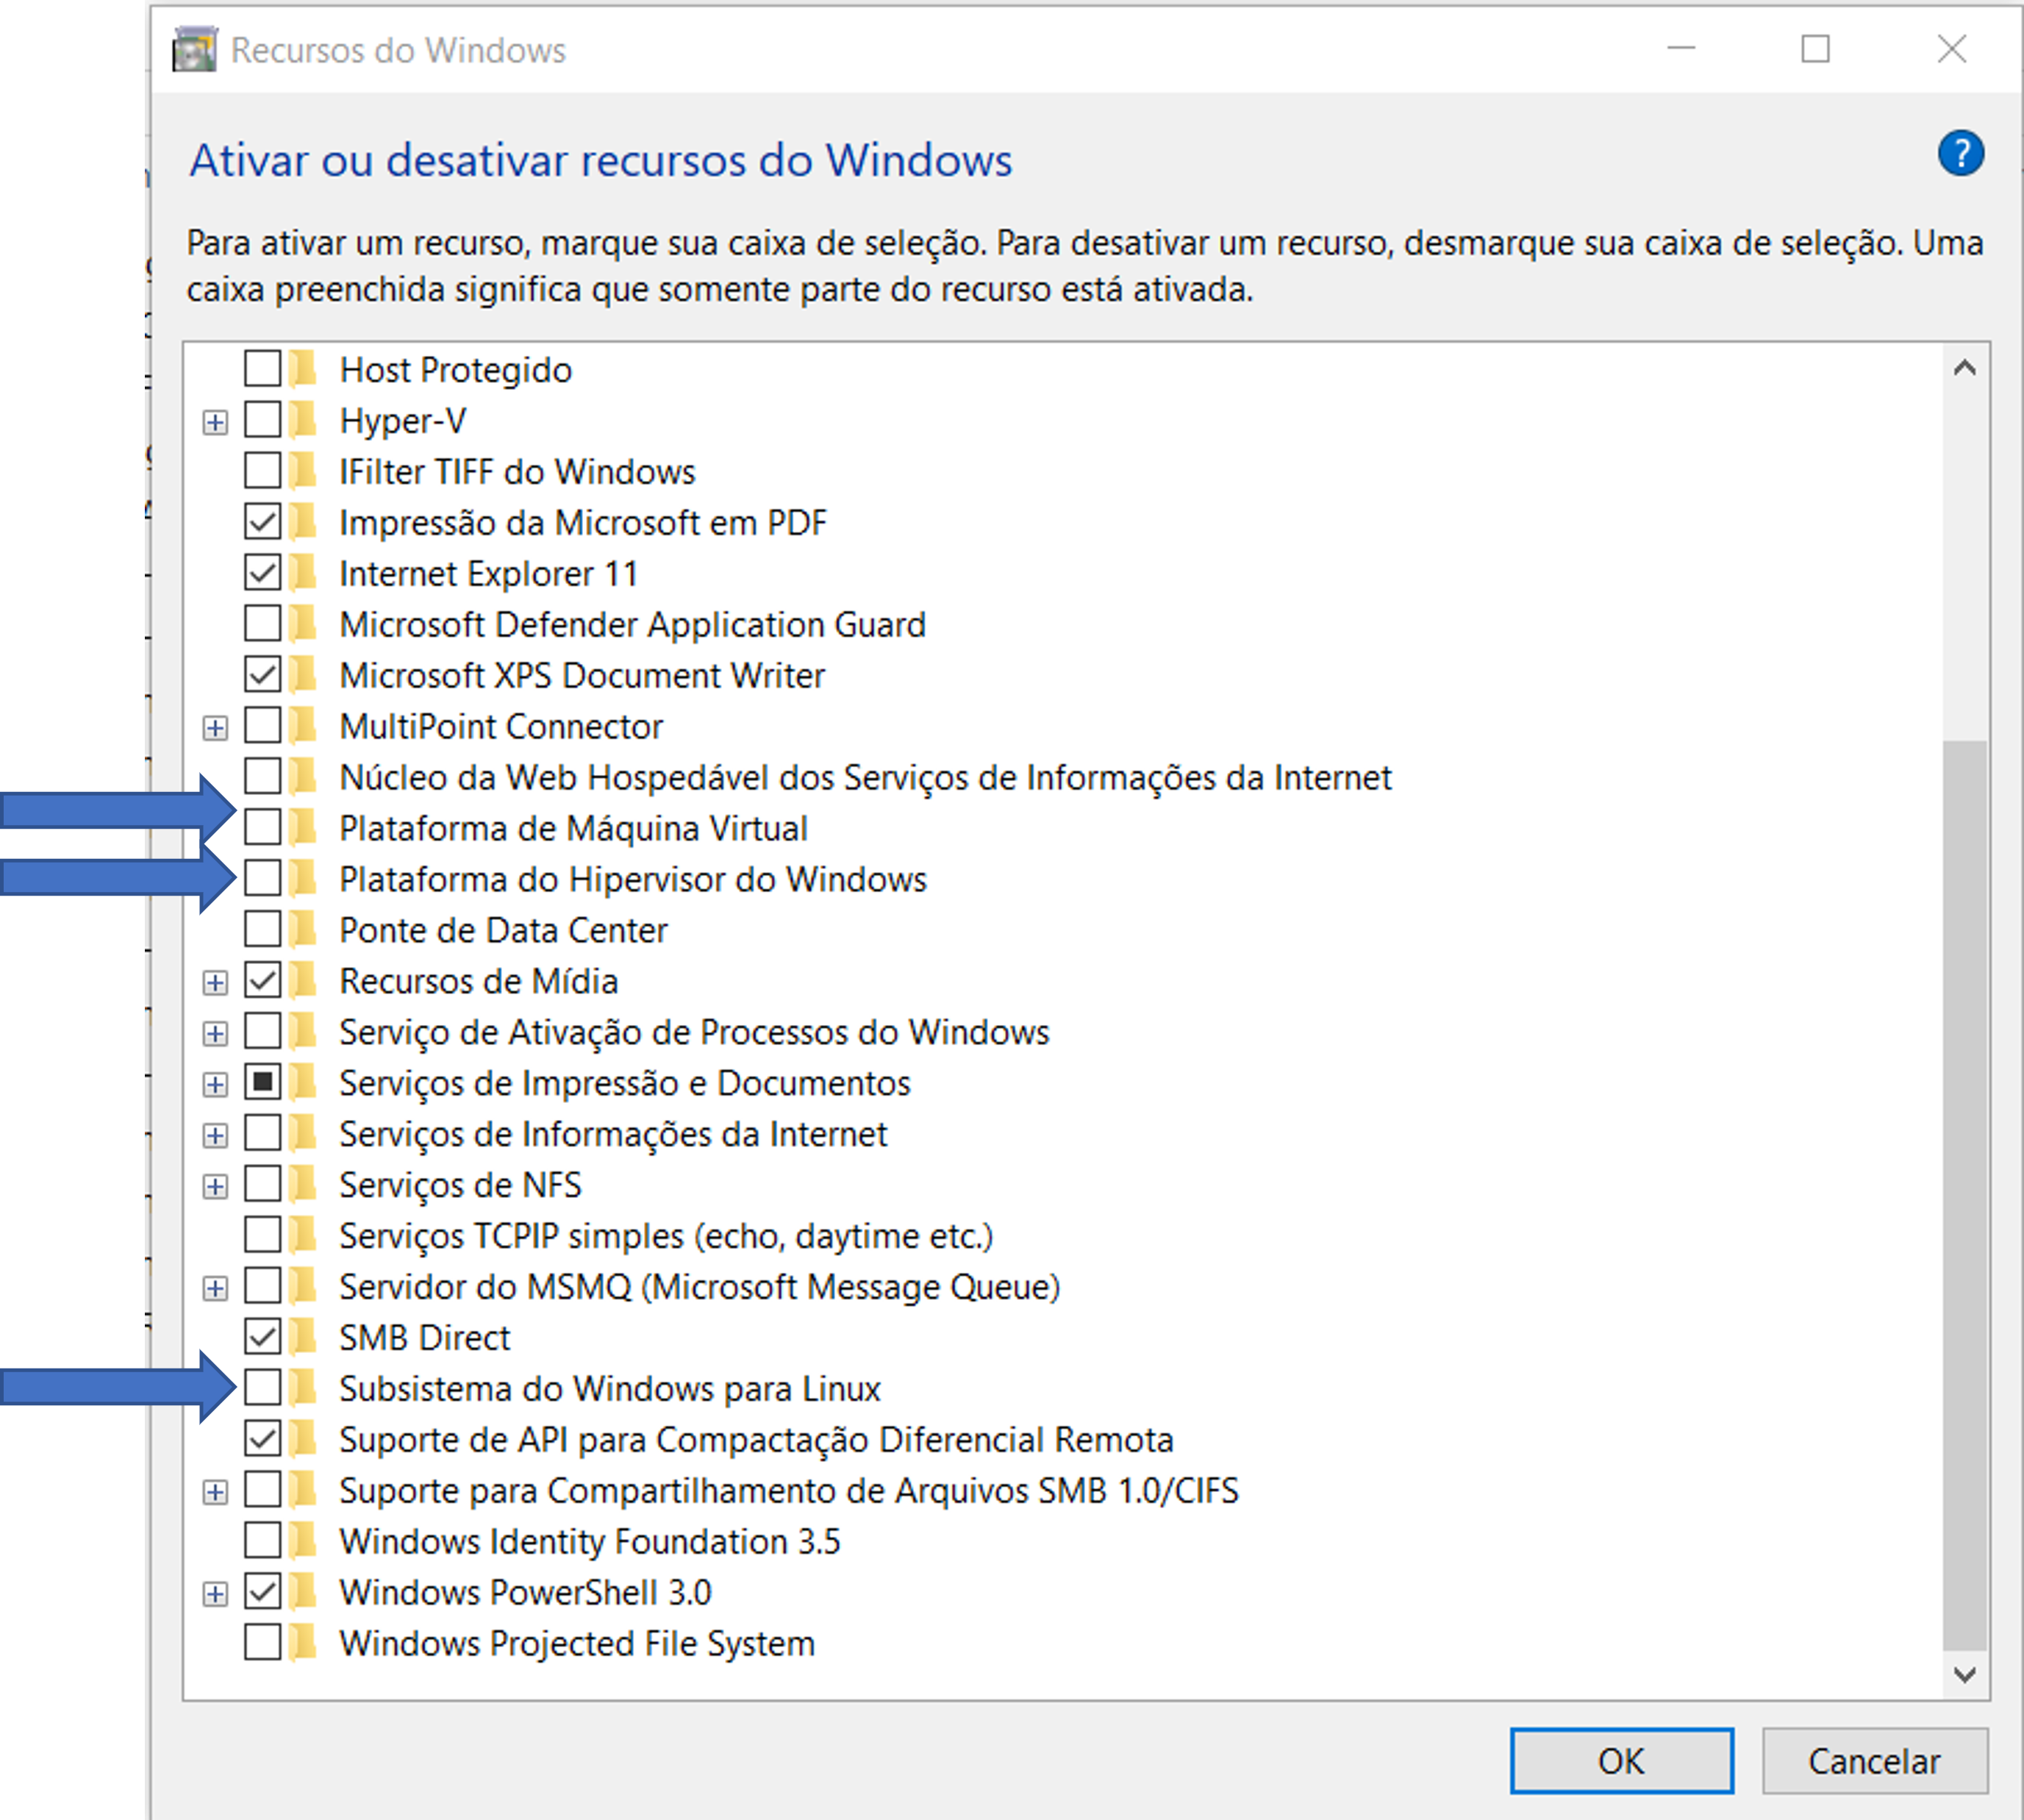 Recursos do Windows
Ativar ou desativar recursos do Windows
?
Para ativar um recurso, marque sua caixa de seleção. Para desativar um recurso, desmarque sua caixa de seleção. Uma
caixa preenchida significa que somente parte do recurso está ativada.
Host Protegido
Hyper-V
IFilter TIFF do Windows
Impressão da Microsoft em PDF
Internet Explorer 11
Microsoft Defender Application Guard
Microsoft XPS Document Writer
MultiPoint Connector
Núcleo da Web Hospedável dos Serviços de Informações da Internet
Plataforma de Máquina Virtual
Plataforma do Hipervisor do Windows
Ponte de Data Center
Recursos de Mídia
Serviço de Ativação de Processos do Windows
Serviços de Impressão e Documentos
Serviços de Informações da Internet
Serviços de NFS
Serviços TCPIP simples (echo, daytime etc.)
Servidor do MSMQ (Microsoft Message Queue)
SMB Direct
Subsistema do Windows para Linux
Suporte de API para Compactação Diferencial Remota
Suporte para Compartilhamento de Arquivos SMB 1.0/CIFS
Windows Identity Foundation 3.5
Windows PowerShell 3.0
Windows Projected File System
OK
Cancelar